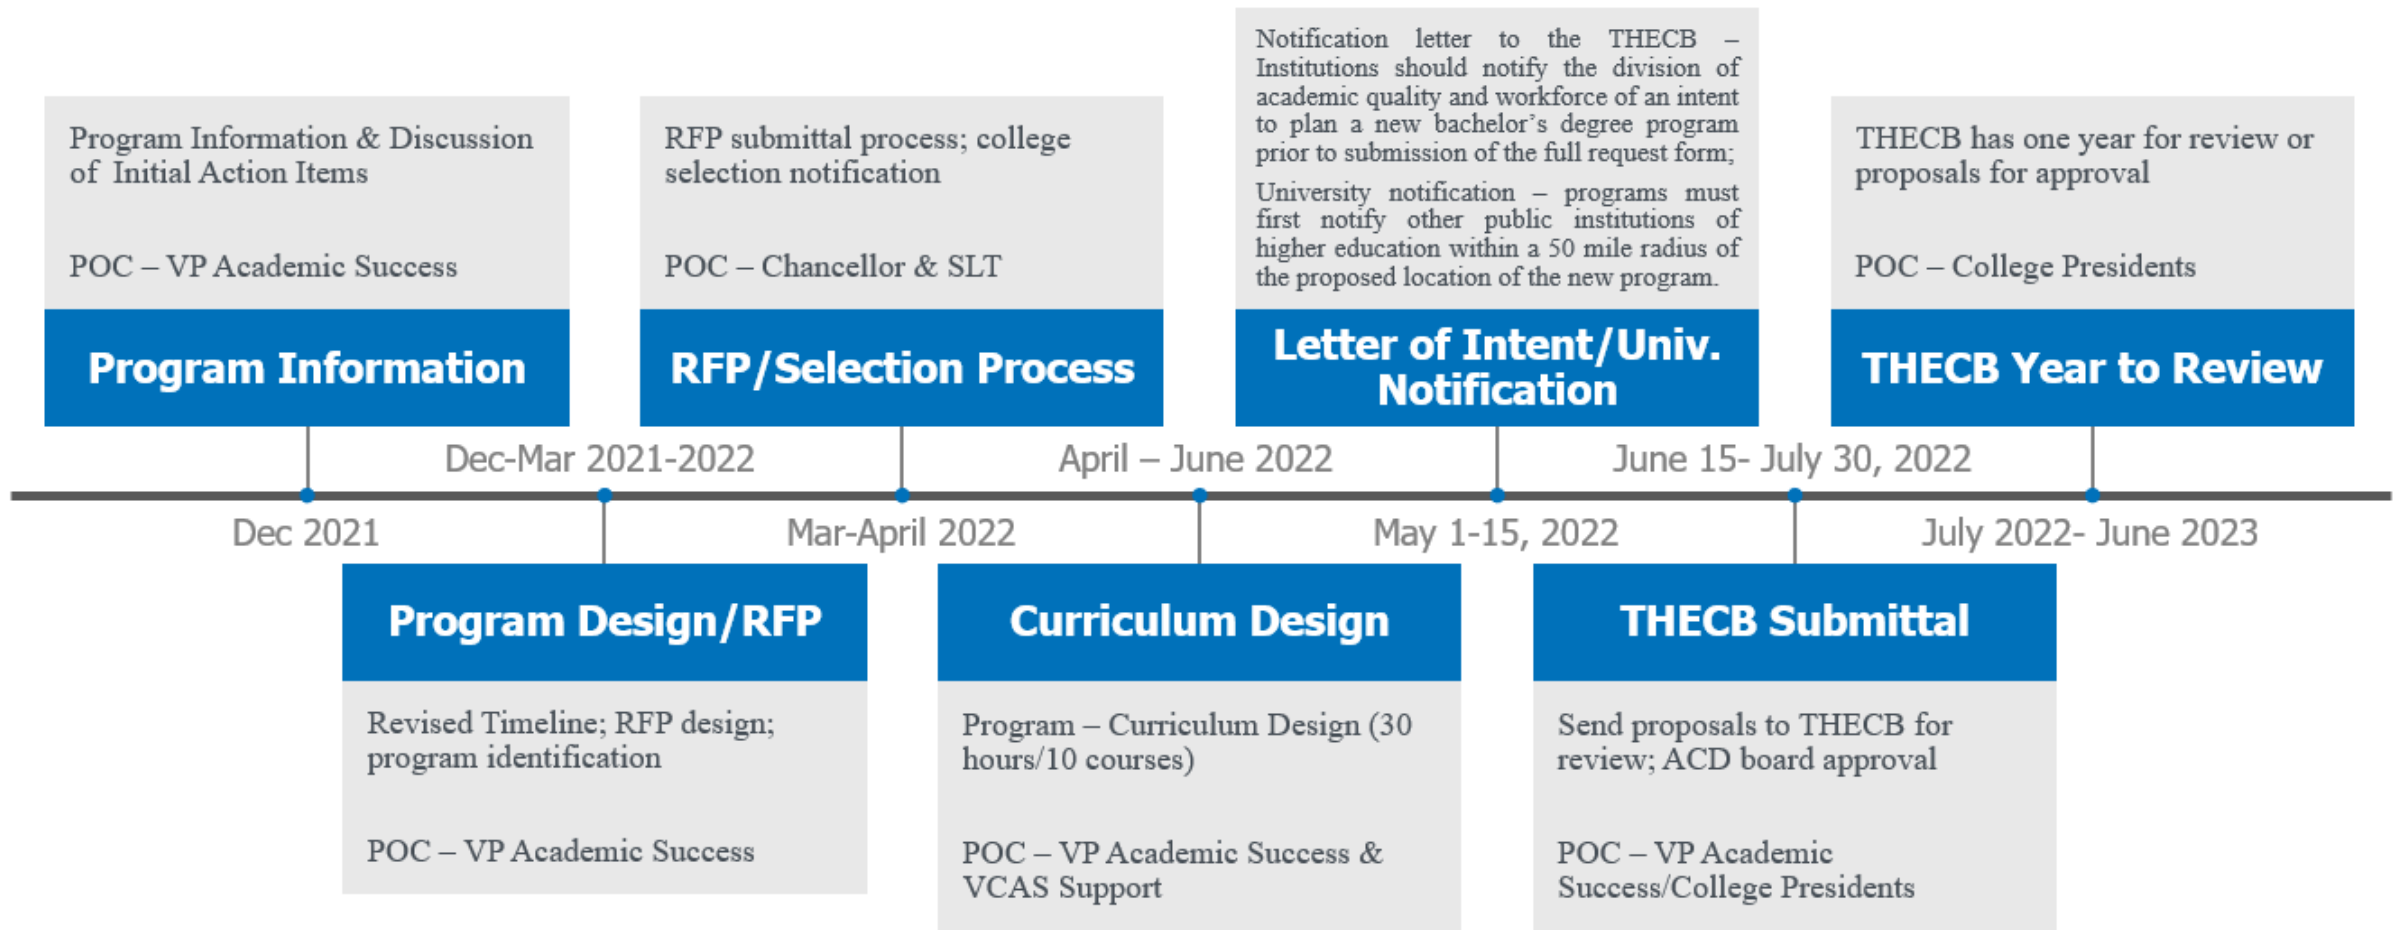 Program Information & Discussion
of Initial Action Items
POC – VP Academic Success
Program Information
Dec 2021
Dec-Mar 2021-2022
Program Design/RFP
Revised Timeline; RFP design;
program identification
POC – VP Academic Success
RFP submittal process; college
selection notification
POC – Chancellor & SLT
RFP/Selection Process
Mar-April 2022
April – June 2022
Curriculum Design
Program – Curriculum Design (30
hours/10 courses)
POC – VP Academic Success &
VCAS Support
Notification letter to the THECB –
Institutions should notify the division of
academic quality and workforce of an intent
to plan a new bachelor’s degree program
prior to submission of the full request form;
University notification – programs must
first notify other public institutions of
higher education within a 50 mile radius of
the proposed location of the new program.
Letter of Intent/Univ.
Notification
May 1-15, 2022
June 15- July 30, 2022
THECB Submittal
Send proposals to THECB for
review; ACD board approval
POC – VP Academic
Success/College Presidents
THECB has one year for review or
proposals for approval
POC – College Presidents
THECB Year to Review
July 2022- June 2023